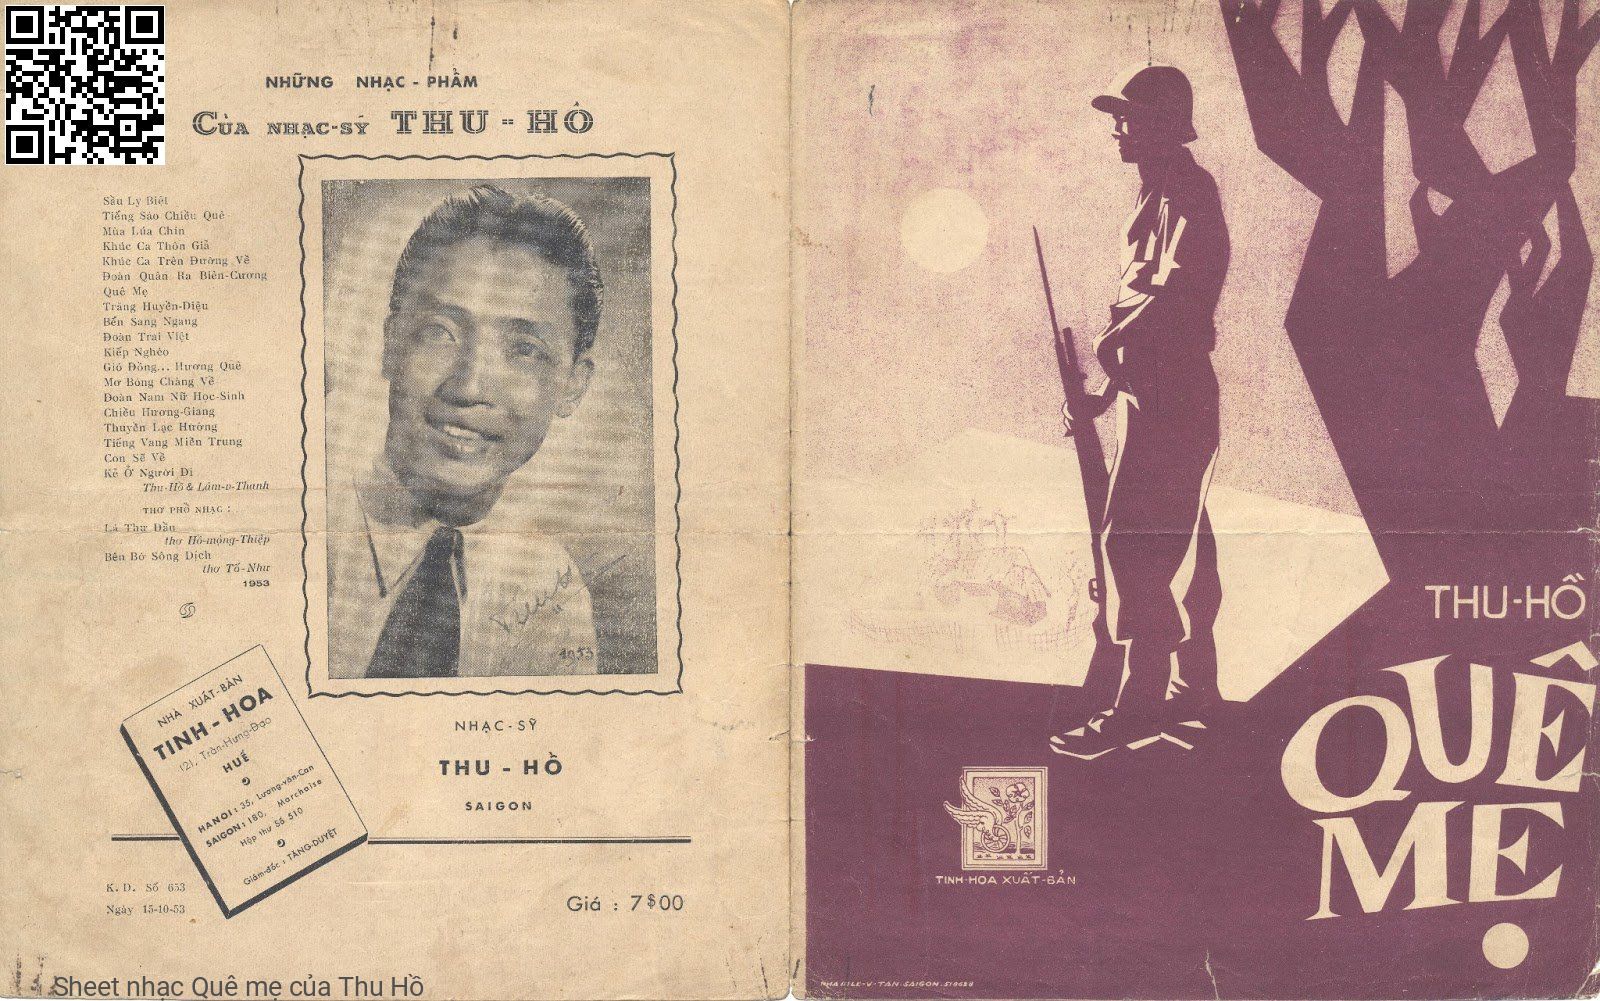 NHỮNG NHẠC - PHẨM
CỦA NHẠC-SỸ THU - HỒ
Sầu Ly Biệt
Tiếng Sáo Chiều Quê
Mùa Lúa Chín
Khúc Ca Thôn Giả
Khúc Ca Trên Đường Về
Đoàn Quân Ra Biên-Cương
Quê Mẹ
Trăng Huyền-Diệu
Bến Sang Ngang
Đoàn Trai Việt
Kiếp Nghèo
Gió Đồng... Hương Quê
Mơ Bóng Chàng Về
Đoàn Nam Nữ Học-Sinh
Chiều Hương-Giang
Thuyền Lạc Hướng
Tiếng Vang Miền Trung
Con Sẽ Về
Kẻ Ở Người Đi
Thu-Hồ & Lâm-v-Thanh
THƠ PHỔ NHẠC :
Lá Thư Đầu
thơ Hồ-mộng-Thiệp
Bên Bờ Sông Dịch
thơ Tố-Như
1953
1953
NHÀ XUẤT-BẢN
TINH-HOA
121, Trần-Hưng-Đạo
HUẾ
HANOI : 35, Lương-văn-Can
SAIGON : 180, Marchaise
Hộp thư Số 510
Giám-đốc : TĂNG-DUYỆT
NHẠC-SỸ
THU - HỒ
SAIGON
K. D. Số 653
Ngày 15-10-53
Giá : 7$00
Sheet nhạc Quê mẹ của Thu Hồ
THU-HỒ
QUÊ
MẸ
TINH-HOA XUẤT-BẢN